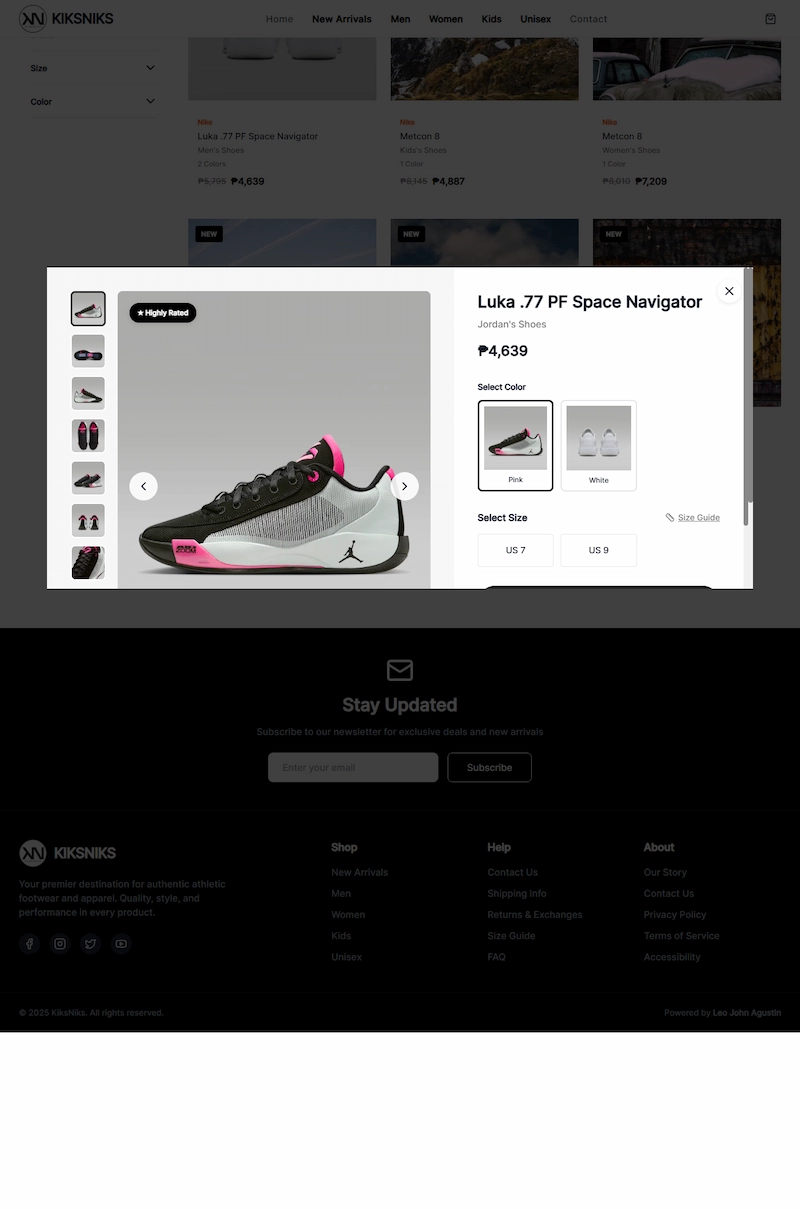 KIKSNIKS
Home
New Arrivals
Men
Women
Kids
Unisex
Contact
Size
Color
Nike
Luka .77 PF Space Navigator
Men's Shoes
2 Colors
₱5,795 ₱4,639
Nike
Metcon 8
Kid's Shoes
1 Color
₱5,145 ₱4,887
Nike
Metcon 8
Women's Shoes
1 Color
₱8,010 ₱7,209
NEW
NEW
NEW
★ Highly Rated
Luka .77 PF Space Navigator
Jordan's Shoes
₱4,639
Select Color
Pink
White
Select Size
Size Guide
US 7
US 9
Stay Updated
Subscribe to our newsletter for exclusive deals and new arrivals
Enter your email
Subscribe
KIKSNIKS
Your premier destination for authentic athletic
footwear and apparel. Quality, style, and
performance in every product.
Shop
New Arrivals
Men
Women
Kids
Unisex
Help
Contact Us
Shipping Info
Returns & Exchanges
Size Guide
FAQ
About
Our Story
Contact Us
Privacy Policy
Terms of Service
Accessibility
© 2025 KiksNiks. All rights reserved.
Powered by Leo John Agustin